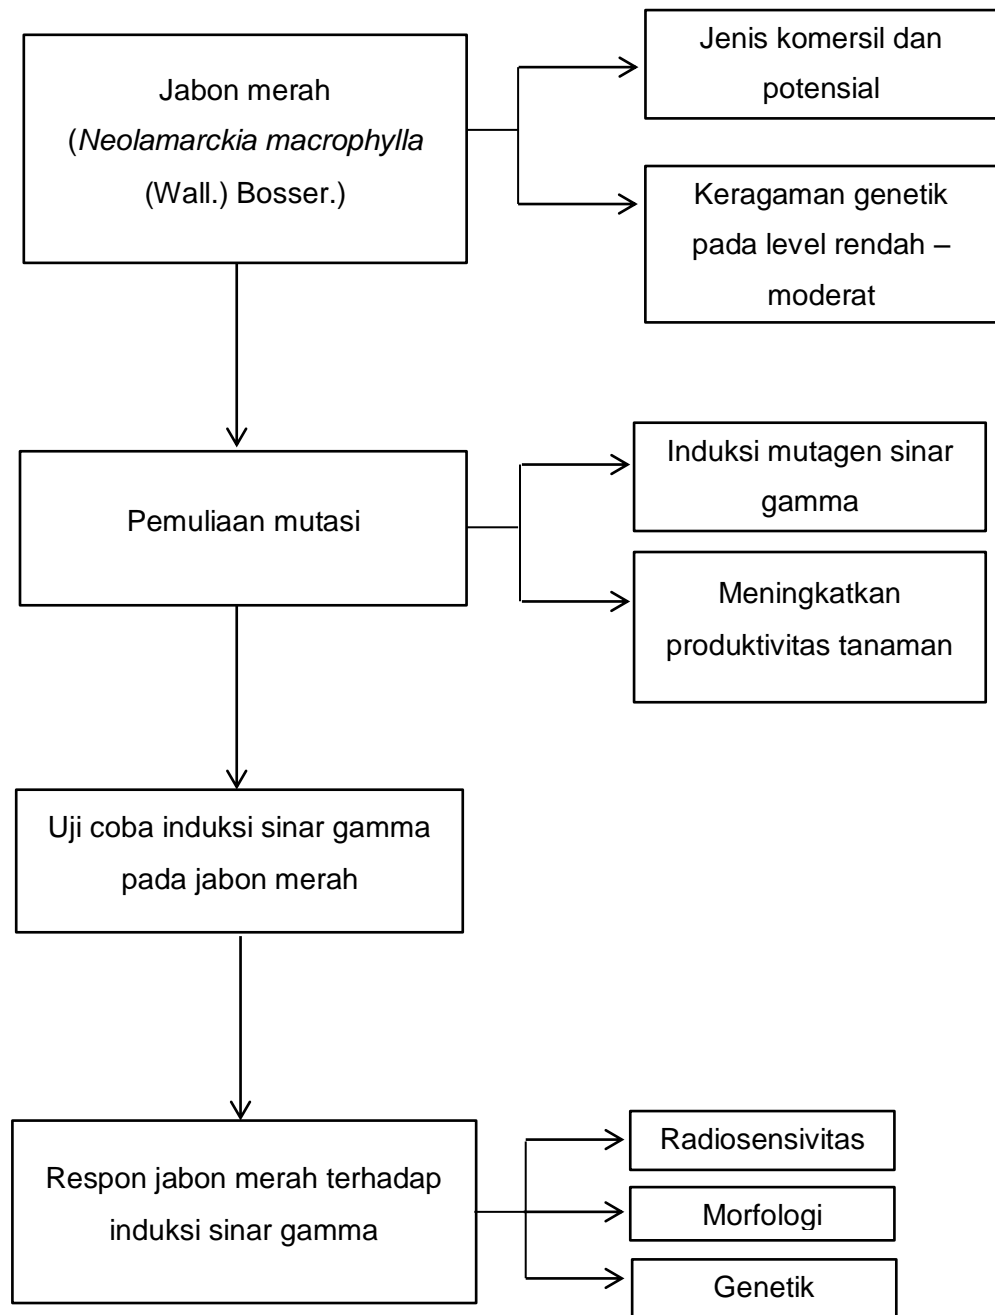 Jabon merah
(Neolamarckia macrophylla
(Wall.) Bosser.)
Jenis komersil dan
potensial
Keragaman genetik
pada level rendah –
moderat
Pemuliaan mutasi
Induksi mutagen sinar
gamma
Meningkatkan
produktivitas tanaman
Uji coba induksi sinar gamma
pada jabon merah
Respon jabon merah terhadap
induksi sinar gamma
Radiosensivitas
Morfologi
Genetik